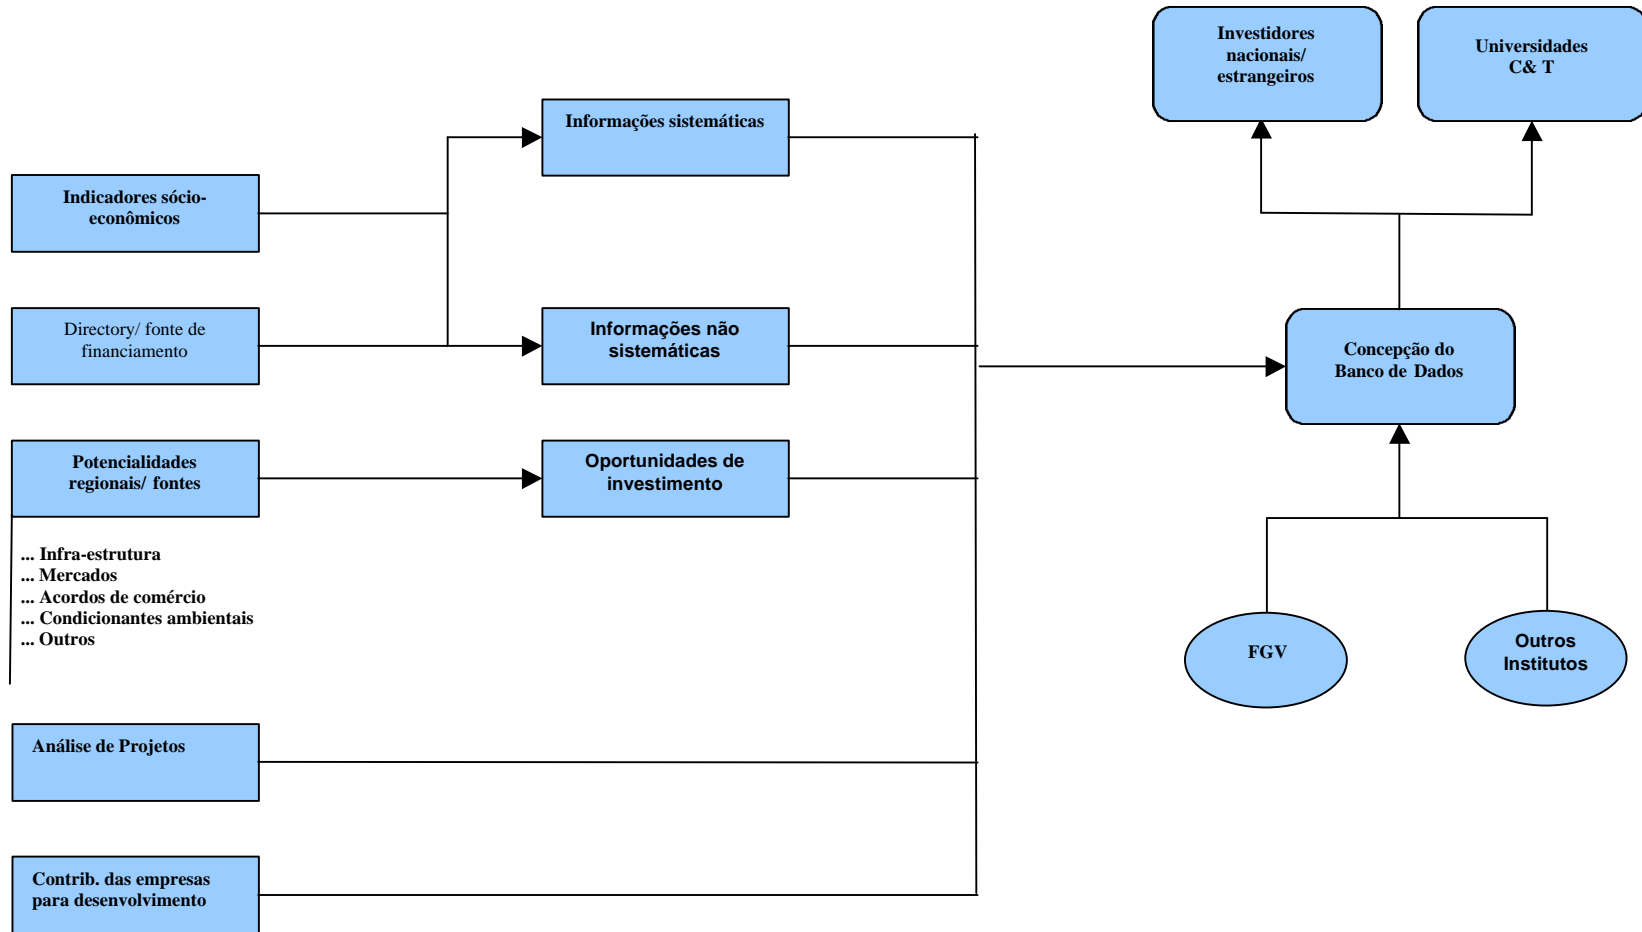 Investidores
nacionais/
estrangeiros
Universidades
C& T
Informações sistemáticas
Indicadores sócio-
econômicos
Directory/ fonte de
financiamento
Informações não
sistemáticas
Concepção do
Banco de Dados
Potencialidades
regionais/ fontes
Oportunidades de
investimento
... Infra-estrutura
... Mercados
... Acordos de comércio
... Condicionantes ambientais
... Outros
FGV
Outros
Institutos
Análise de Projetos
Contrib. das empresas
para desenvolvimento